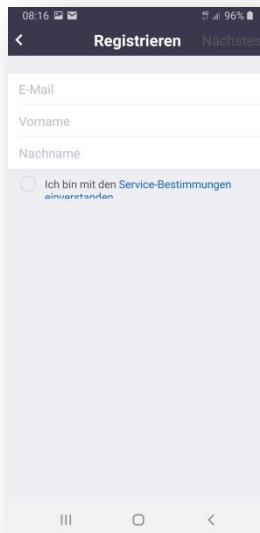 08:16 96%
Registrieren Nächstes
E-Mail
Vorname
Nachname
Ich bin mit den Service-Bestimmungen
einverstanden